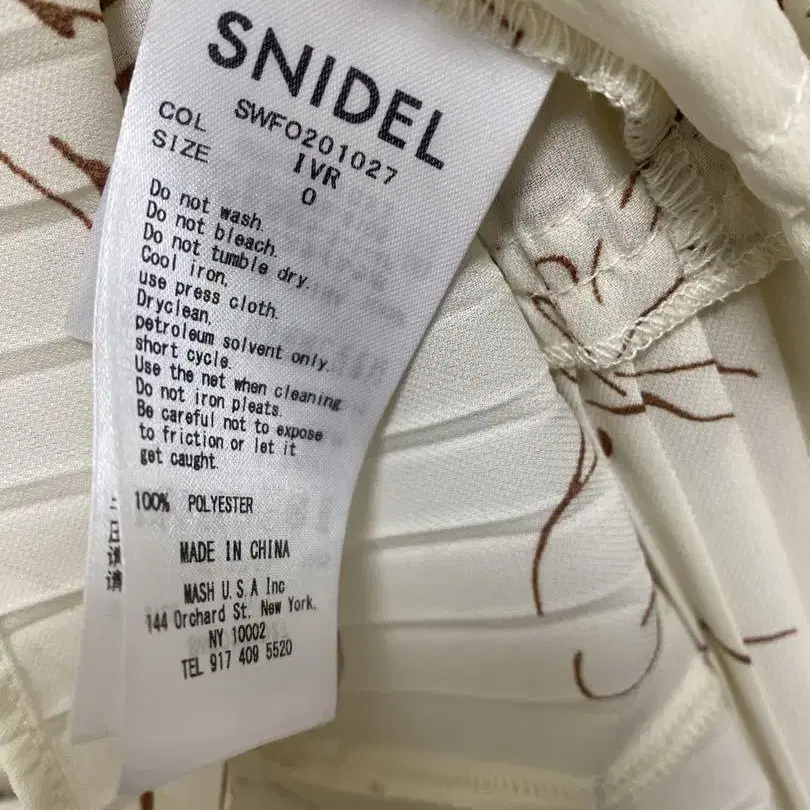 SNIDEL
SWFO201027
COL IVR
SIZE 0
Do not wash.
Do not bleach.
Do not tumble dry.
Cool iron,
use press cloth.
Dryclean,
petroleum solvent only.
short cycle.
Use the net when cleaning
Do not iron pleats.
Be careful not to expose
to friction or let it
get caught.
100% POLYESTER
MADE IN CHINA
MASH U.S.A Inc
144 Orchard St. New York,
NY 10002
TEL 917 409 5520